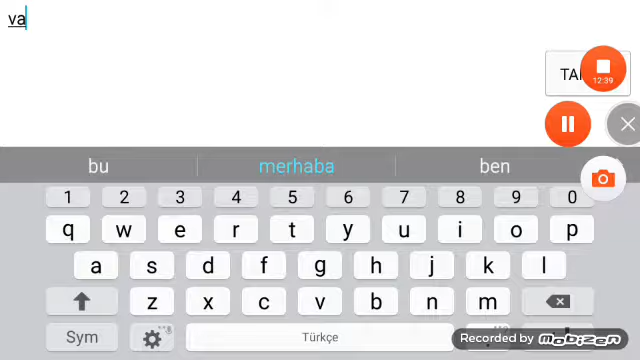 va
TA
12:39
bu merhaba ben
1 2 3 4 5 6 7 8 9 0
q w e r t y u i o p
a s d f g h j k l
z x c v b n m
Sym Türkçe
Recorded by mobizen